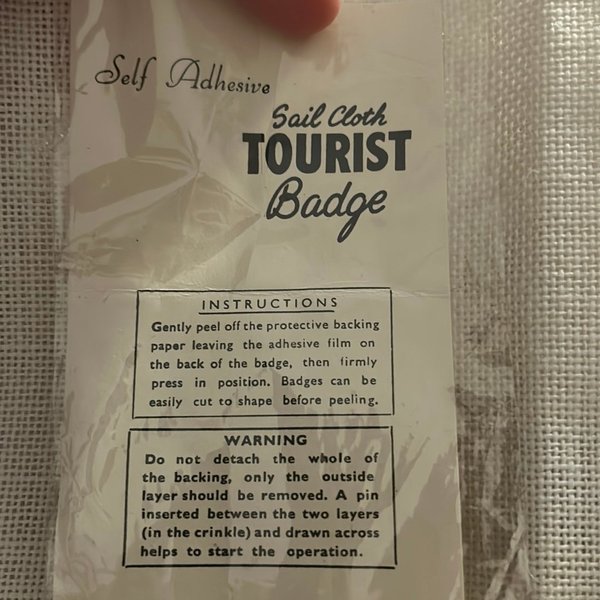 Self Adhesive
Sail Cloth
TOURIST
Badge
INSTRUCTIONS
Gently peel off the protective backing
paper leaving the adhesive film on
the back of the badge, then firmly
press in position. Badges can be
easily cut to shape before peeling.
WARNING
Do not detach the whole of
the backing, only the outside
layer should be removed. A pin
inserted between the two layers
(in the crinkle) and drawn across
helps to start the operation.